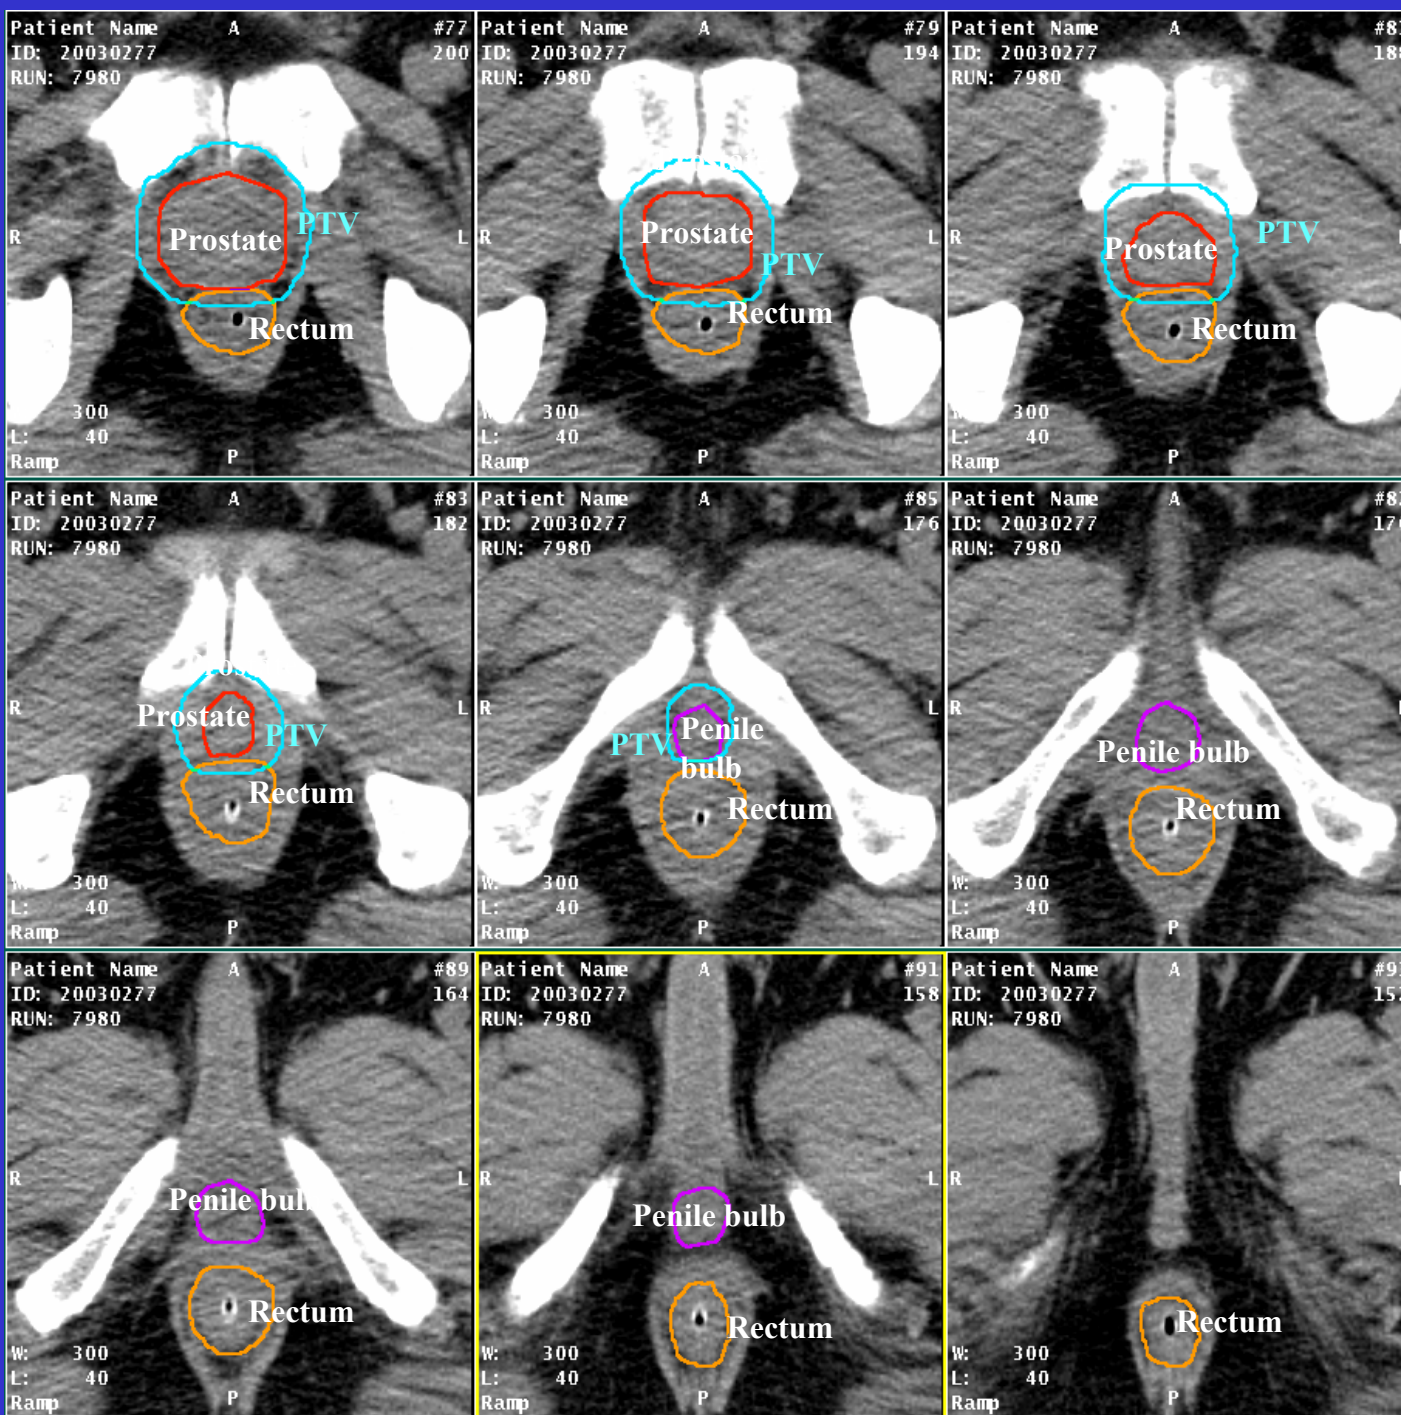 Patient Name A #77
ID: 20030277 200
RUN: 7980
R L
PTV
Prostate
Rectum
300
L: 40
Ramp P
Patient Name A #79
ID: 20030277 194
RUN: 7980
R L
Prostate
PTV
Rectum
300
L: 40
Ramp P
Patient Name A
ID: 20030277
RUN: 7980
R
PTV
Prostate
Rectum
300
L: 40
Ramp P
Patient Name A #83
ID: 20030277 182
RUN: 7980
R L
Prostate
PTV
Rectum
W: 300
L: 40
Ramp P
Patient Name A #85
ID: 20030277 176
RUN: 7980
R L
Penile
PTV
bulb
Rectum
W: 300
L: 40
Ramp P
Patient Name A
ID: 20030277
RUN: 7980
R
Penile bulb
Rectum
W: 300
L: 40
Ramp P
Patient Name A #89
ID: 20030277 164
RUN: 7980
R L
Penile bulb
Rectum
W: 300
L: 40
Ramp P
Patient Name A #91
ID: 20030277 158
RUN: 7980
R L
Penile bulb
Rectum
W: 300
L: 40
Ramp P
Patient Name A
ID: 20030277
RUN: 7980
R
Rectum
W: 300
L: 40
Ramp P